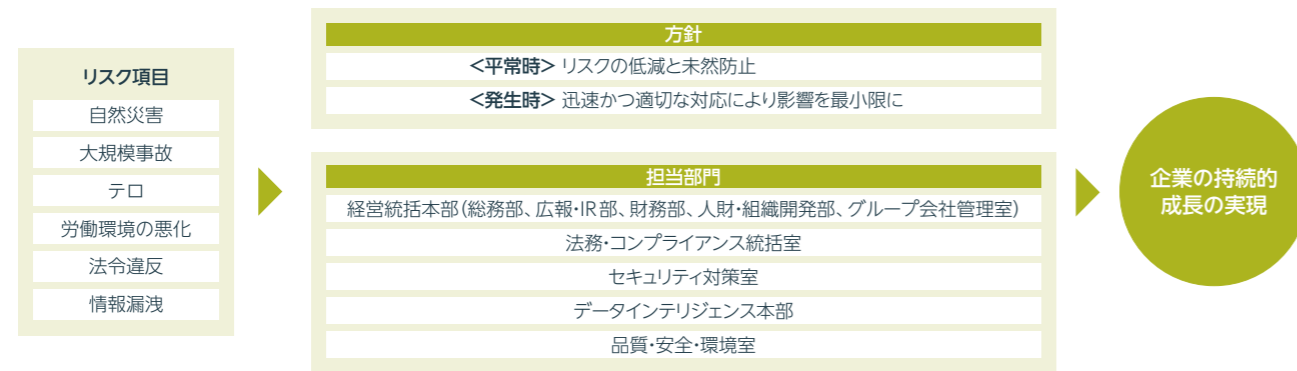 リスク項目
自然災害
大規模事故
テロ
労働環境の悪化
法令違反
情報漏洩
方針
<平常時> リスクの低減と未然防止
<発生時> 迅速かつ適切な対応により影響を最小限に
担当部門
経営統括本部(総務部、広報・IR部、財務部、人財・組織開発部、グループ会社管理室)
法務・コンプライアンス統括室
セキュリティ対策室
データインテリジェンス本部
品質・安全・環境室
企業の持続的
成長の実現